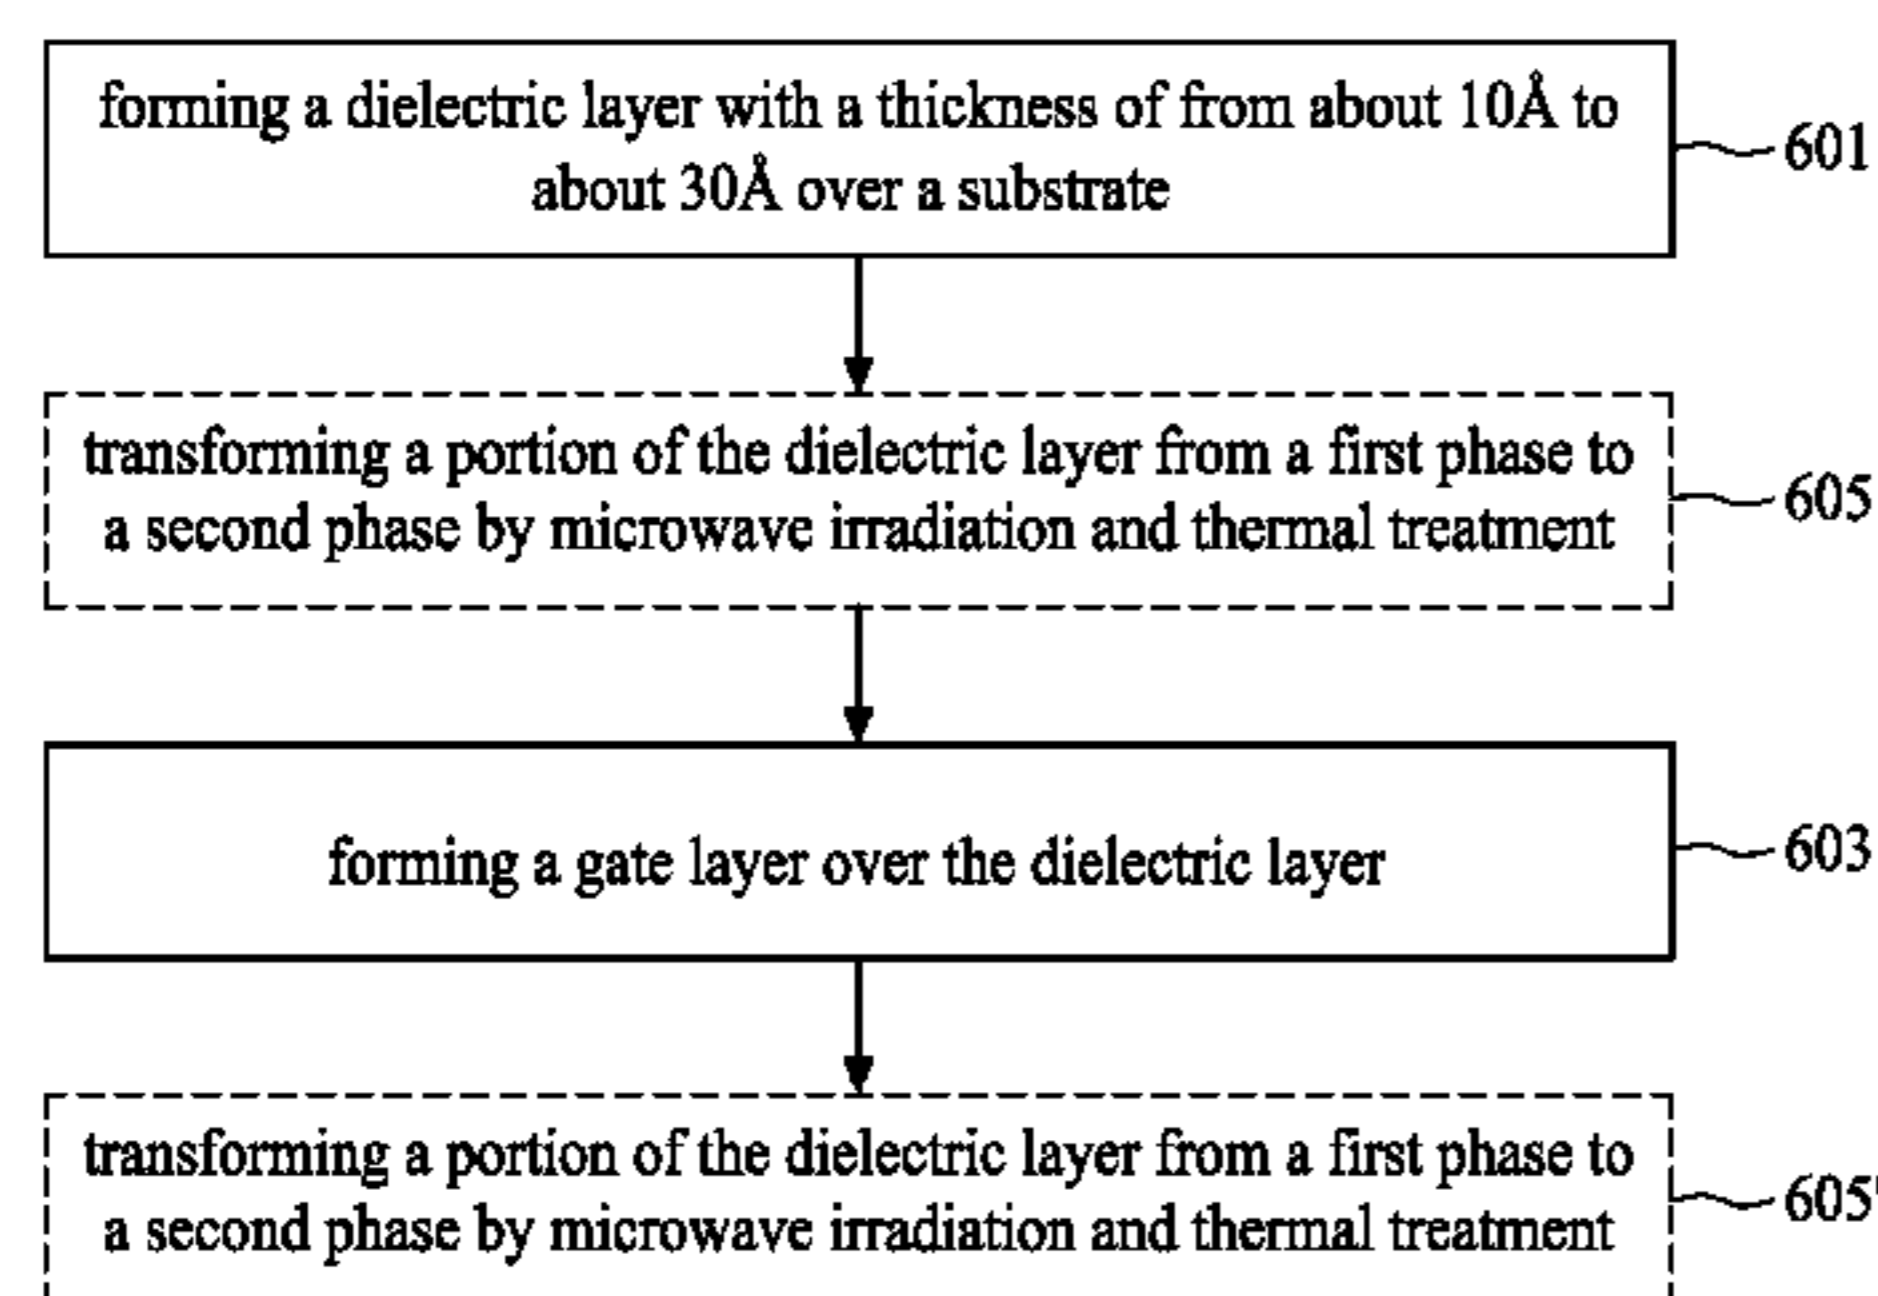 forming a dielectric layer with a thickness of from about 10Å to
about 30Å over a substrate
601
transforming a portion of the dielectric layer from a first phase to
a second phase by microwave irradiation and thermal treatment
605
forming a gate layer over the dielectric layer
603
transforming a portion of the dielectric layer from a first phase to
a second phase by microwave irradiation and thermal treatment
605'